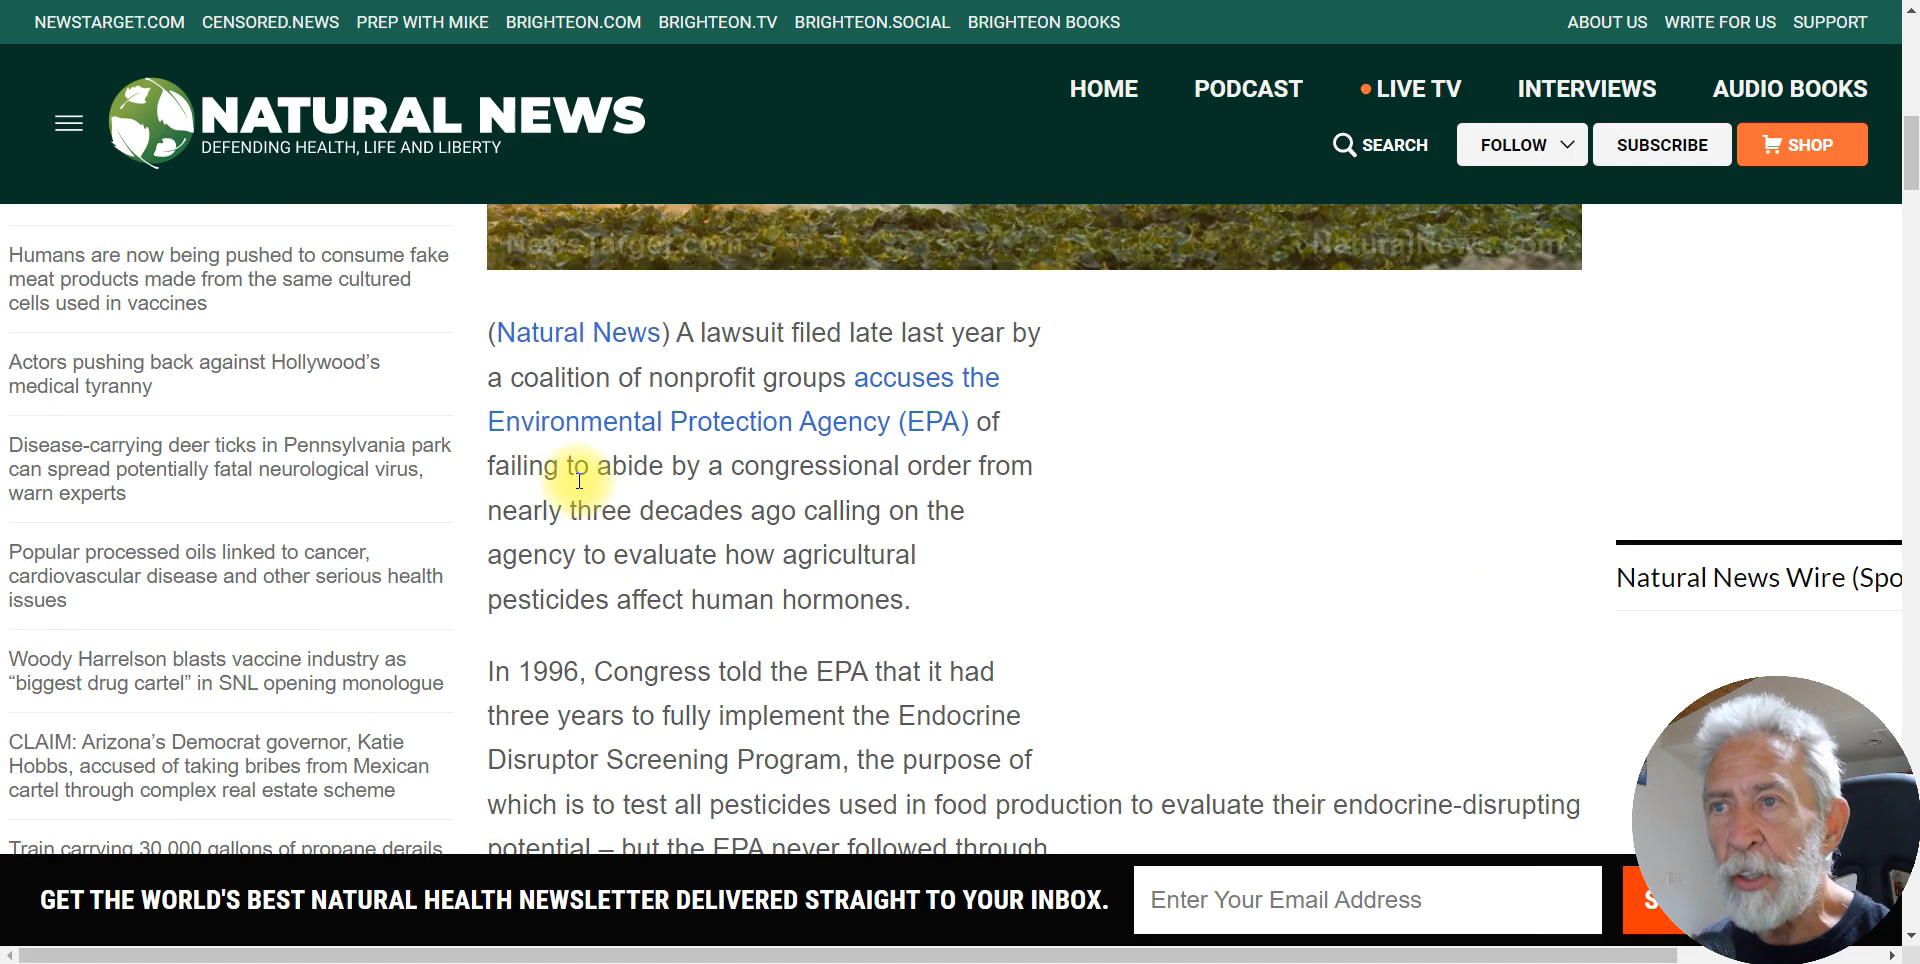 NEWSTARGET.COM CENSORED.NEWS PREP WITH MIKE BRIGHTEON.COM BRIGHTEON.TV BRIGHTEON.SOCIAL BRIGHTEON BOOKS ABOUT US WRITE FOR US SUPPORT
HOME PODCAST LIVE TV INTERVIEWS AUDIO BOOKS
NATURAL NEWS
DEFENDING HEALTH, LIFE AND LIBERTY
SEARCH FOLLOW SUBSCRIBE SHOP
NewsTarget.com NaturalNews.com
Humans are now being pushed to consume fake
meat products made from the same cultured
cells used in vaccines
Actors pushing back against Hollywood's
medical tyranny
Disease-carrying deer ticks in Pennsylvania park
can spread potentially fatal neurological virus,
warn experts
Popular processed oils linked to cancer,
cardiovascular disease and other serious health
issues
Woody Harrelson blasts vaccine industry as
“biggest drug cartel” in SNL opening monologue
CLAIM: Arizona's Democrat governor, Katie
Hobbs, accused of taking bribes from Mexican
cartel through complex real estate scheme
Train carrying 30,000 gallons of propane derails
(Natural News) A lawsuit filed late last year by
a coalition of nonprofit groups accuses the
Environmental Protection Agency (EPA) of
failing to abide by a congressional order from
nearly three decades ago calling on the
agency to evaluate how agricultural
pesticides affect human hormones.
In 1996, Congress told the EPA that it had
three years to fully implement the Endocrine
Disruptor Screening Program, the purpose of
which is to test all pesticides used in food production to evaluate their endocrine-disrupting
potential – but the EPA never followed through
Natural News Wire (Spo
GET THE WORLD'S BEST NATURAL HEALTH NEWSLETTER DELIVERED STRAIGHT TO YOUR INBOX.
Enter Your Email Address
S